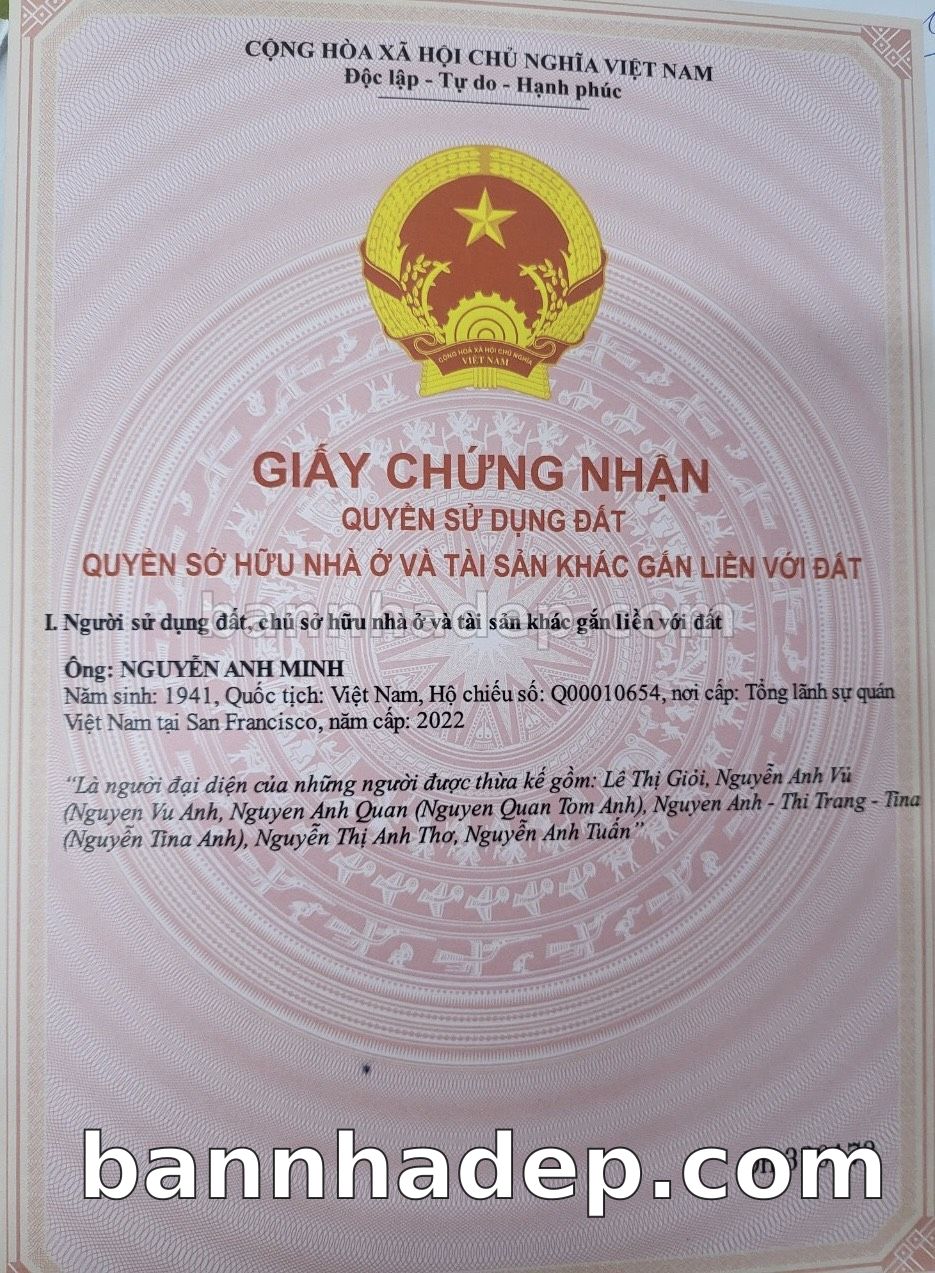 CỘNG HÒA XÃ HỘI CHỦ NGHĨA VIỆT NAM
Độc lập - Tự do - Hạnh phúc
CỘNG HOÀ XÃ HỘI CHỦ NGHĨA
VIỆT NAM
GIẤY CHỨNG NHẬN
QUYỀN SỬ DỤNG ĐẤT
QUYỀN SỞ HỮU NHÀ Ở VÀ TÀI SẢN KHÁC GẮN LIỀN VỚI ĐẤT
bannhadep.com
I. Người sử dụng đất, chủ sở hữu nhà ở và tài sản khác gắn liền với đất
Ông: NGUYỄN ANH MINH
Năm sinh: 1941, Quốc tịch: Việt Nam, Hộ chiếu số: Q00010654, nơi cấp: Tổng lãnh sự quán
Việt Nam tại San Francisco, năm cấp: 2022
“Là người đại diện của những người được thừa kế gồm: Lê Thị Giỏi, Nguyễn Anh Vũ
(Nguyen Vu Anh, Nguyen Anh Quan (Nguyen Quan Tom Anh), Nguyen Anh - Thi Trang - Tina
(Nguyễn Tina Anh), Nguyễn Thị Anh Thơ, Nguyễn Anh Tuấn”
bannhadep.com